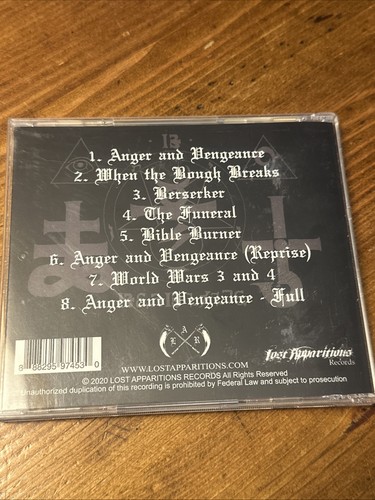 13
1. Anger and Vengeance
2. When the Bough Breaks
3. Berserker
4. The Funeral
5. Bible Burner
6. Anger and Vengeance (Reprise)
7. World Wars 3 and 4
8. Anger and Vengeance - Full
A
L R
8 88295 97453 0
WWW.LOSTAPPARITIONS.COM
Lost Apparitions
Records
© 2020 LOST APPARITIONS RECORDS All Rights Reserved
Unauthorized duplication of this recording is prohibited by Federal Law and subject to prosecution